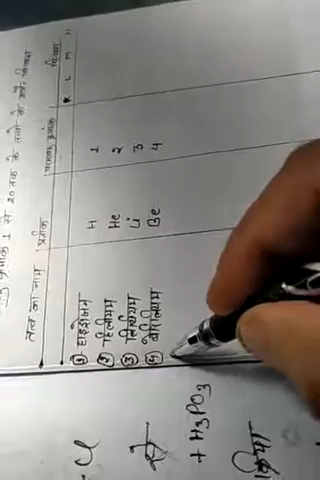 क्रमांक 1 से 20 तक के तत्वों के
तत्व का नाम प्रतीक परमाणु क्रमांक
K L M N
① हाइड्रोजन H 1
② हीलियम He 2
③ लिथियम Li 3
④ बेरीलियम Be 4
+ H₃PO₃